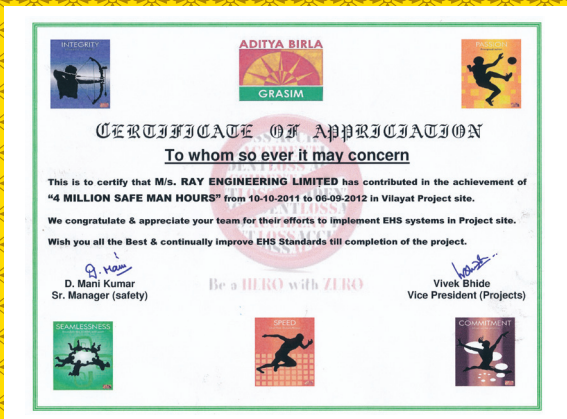 INTEGRITY
ADITYA BIRLA
GRASIM
PASSION
CERTIFICATE OF APPRICIATION
To whom so ever it may concern
This is to certify that M/s. RAY ENGINEERING LIMITED has contributed in the achievement of
“4 MILLION SAFE MAN HOURS” from 10-10-2011 to 06-09-2012 in Vilayat Project site.
We congratulate & appreciate your team for their efforts to implement EHS systems in Project site.
Wish you all the Best & continually improve EHS Standards till completion of the project.
D. Mani
D. Mani Kumar
Sr. Manager (safety)
Be a HERO with ZERO
Vivek Bhide
Vice President (Projects)
SEAMLESSNESS
SPEED
COMMITMENT